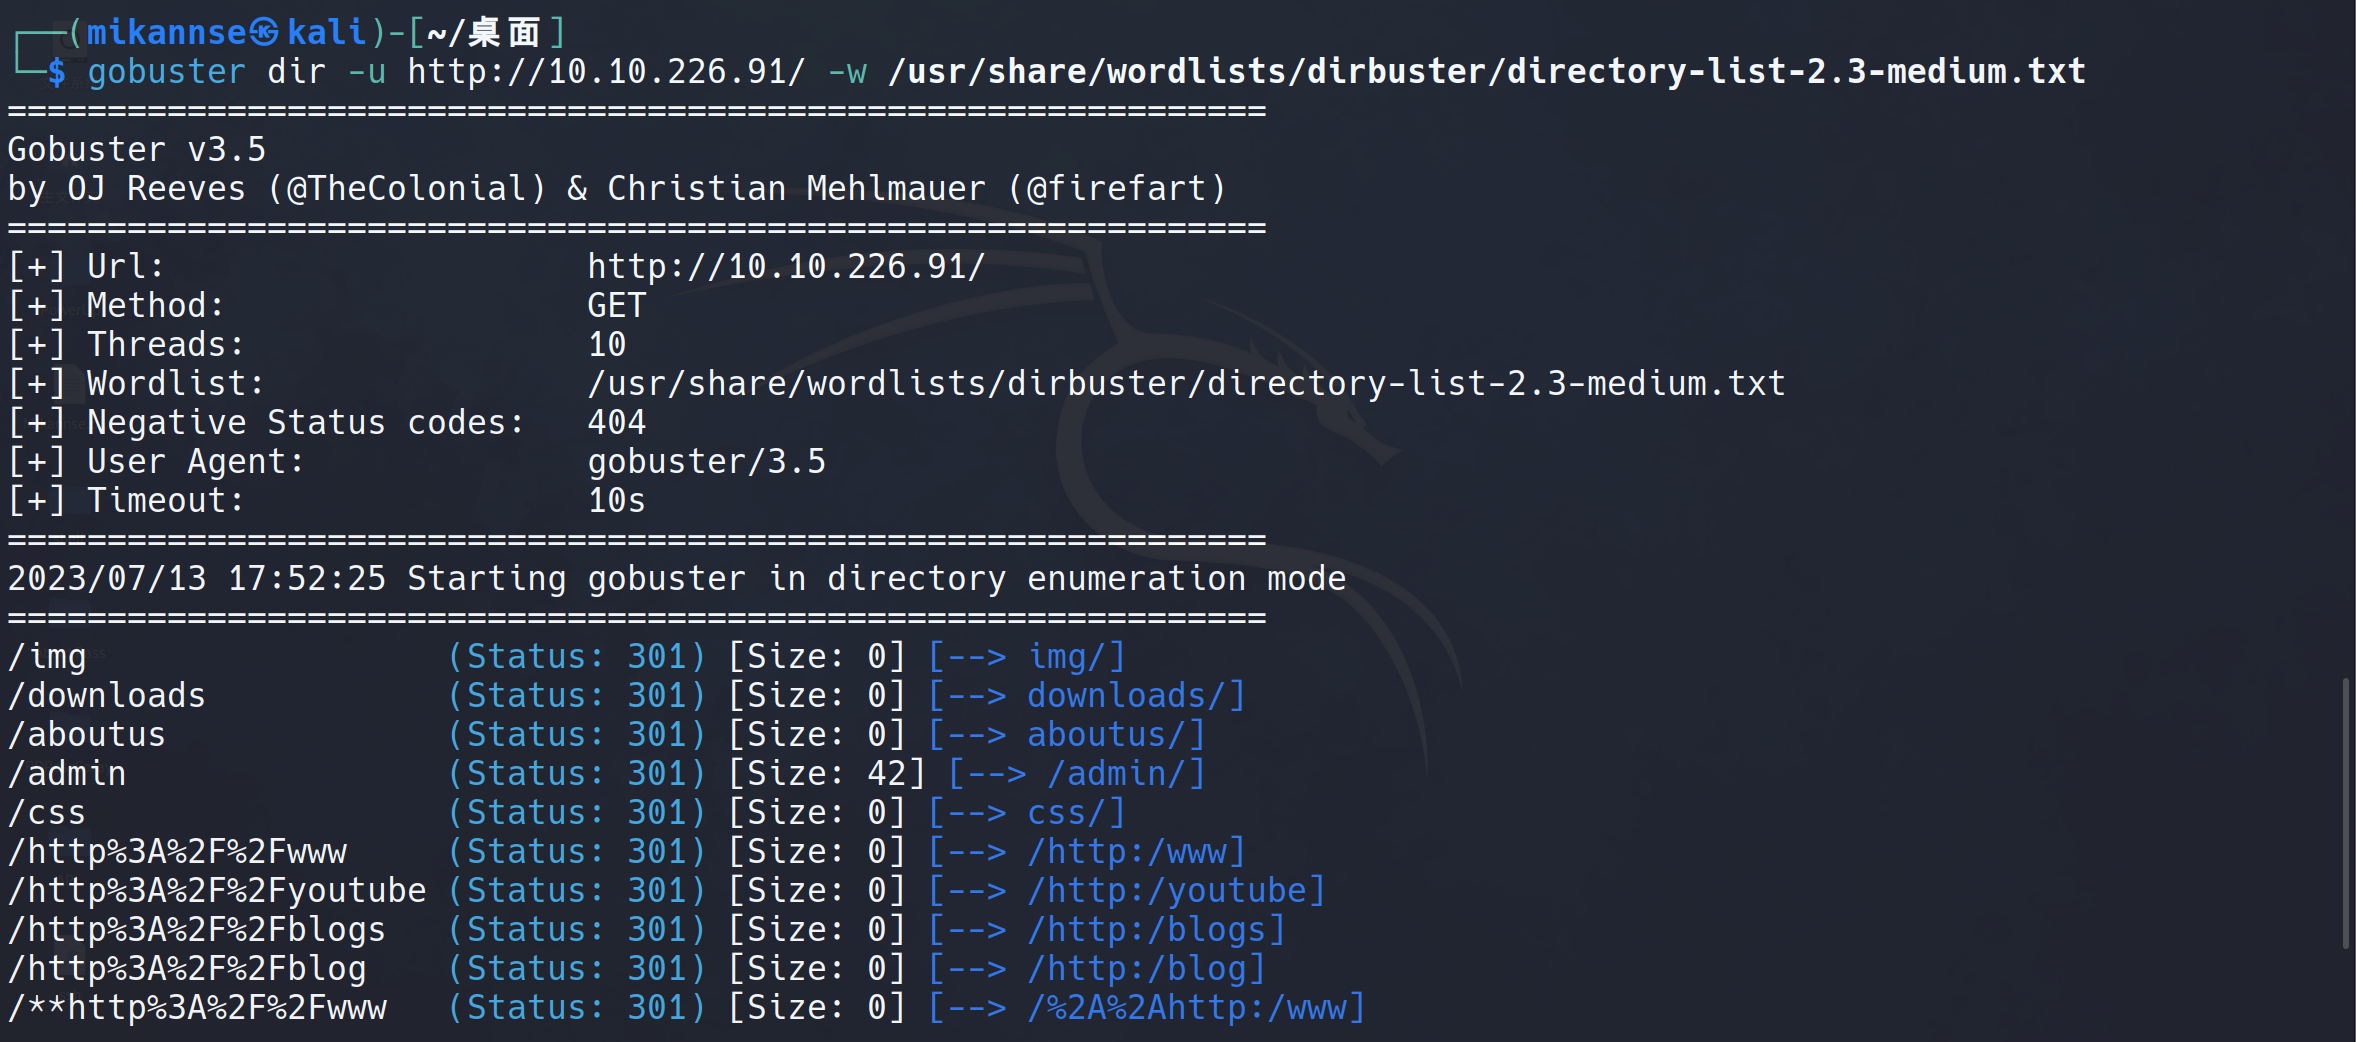 ┌──(mikannse㉿kali)-[~/桌面]
└─$ gobuster dir -u http://10.10.226.91/ -w /usr/share/wordlists/dirbuster/directory-list-2.3-medium.txt
===============================================================
Gobuster v3.5
by OJ Reeves (@TheColonial) & Christian Mehlmauer (@firefart)
===============================================================
[+] Url:                     http://10.10.226.91/
[+] Method:                  GET
[+] Threads:                 10
[+] Wordlist:                /usr/share/wordlists/dirbuster/directory-list-2.3-medium.txt
[+] Negative Status codes:   404
[+] User Agent:              gobuster/3.5
[+] Timeout:                 10s
===============================================================
2023/07/13 17:52:25 Starting gobuster in directory enumeration mode
===============================================================
/img                  (Status: 301) [Size: 0] [--> img/]
/downloads            (Status: 301) [Size: 0] [--> downloads/]
/aboutus              (Status: 301) [Size: 0] [--> aboutus/]
/admin                (Status: 301) [Size: 42] [--> /admin/]
/css                  (Status: 301) [Size: 0] [--> css/]
/http%3A%2F%2Fwww     (Status: 301) [Size: 0] [--> /http:/www]
/http%3A%2F%2Fyoutube (Status: 301) [Size: 0] [--> /http:/youtube]
/http%3A%2F%2Fblogs   (Status: 301) [Size: 0] [--> /http:/blogs]
/http%3A%2F%2Fblog    (Status: 301) [Size: 0] [--> /http:/blog]
/**http%3A%2F%2Fwww   (Status: 301) [Size: 0] [--> /%2A%2Ahttp:/www]